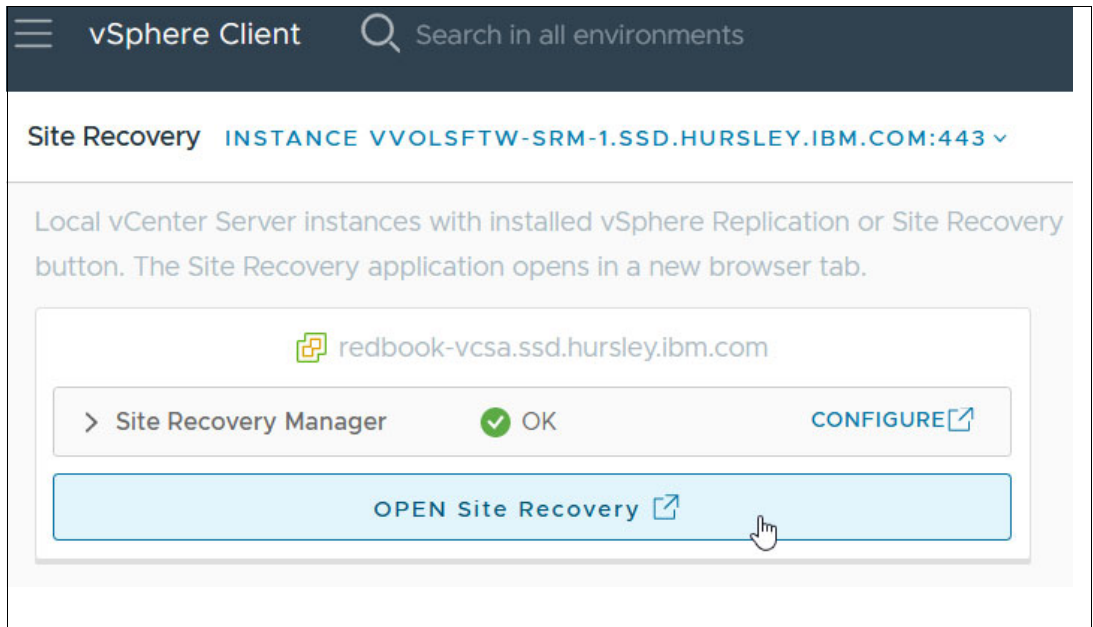 vSphere Client Search in all environments
Site Recovery INSTANCE VVOLSFTW-SRM-1.SSD.HURSLEY.IBM.COM:443
Local vCenter Server instances with installed vSphere Replication or Site Recovery
button. The Site Recovery application opens in a new browser tab.
redbook-vcsa.ssd.hursley.ibm.com
Site Recovery Manager OK CONFIGURE
OPEN Site Recovery